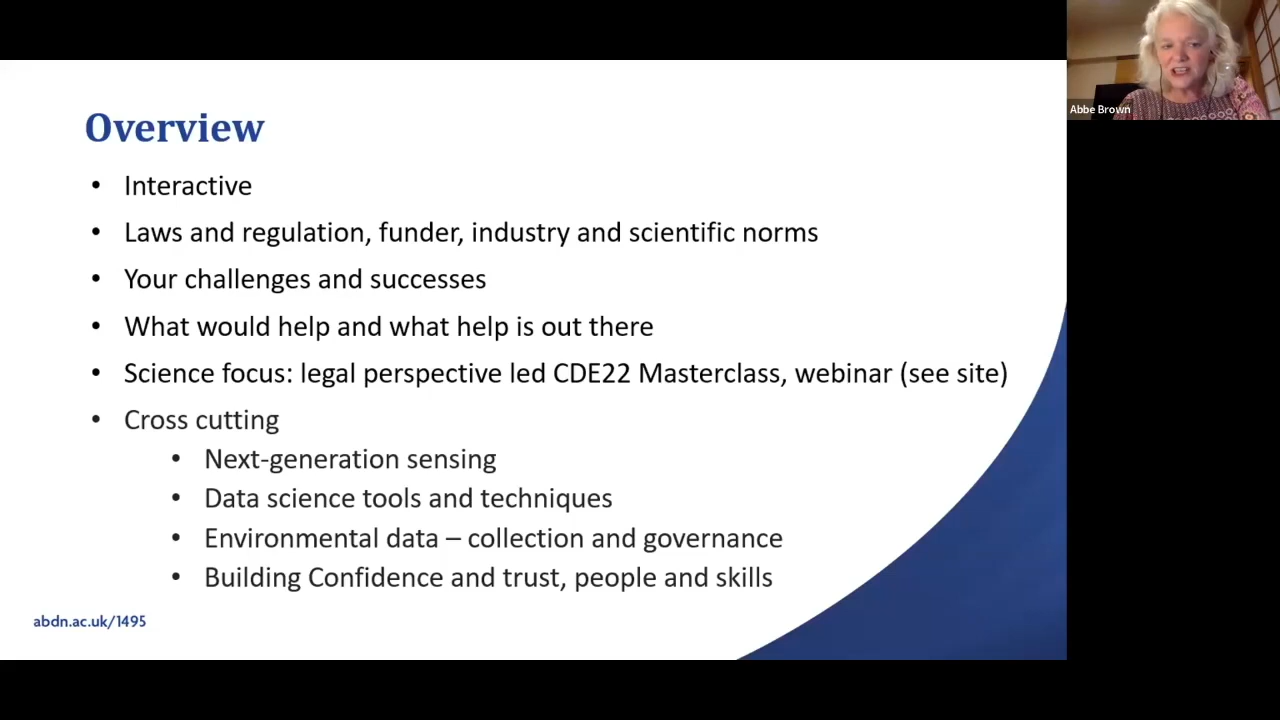 Overview
• Interactive
• Laws and regulation, funder, industry and scientific norms
• Your challenges and successes
• What would help and what help is out there
• Science focus: legal perspective led CDE22 Masterclass, webinar (see site)
• Cross cutting
• Next-generation sensing
• Data science tools and techniques
• Environmental data – collection and governance
• Building Confidence and trust, people and skills
abdn.ac.uk/1495
Abbe Brown